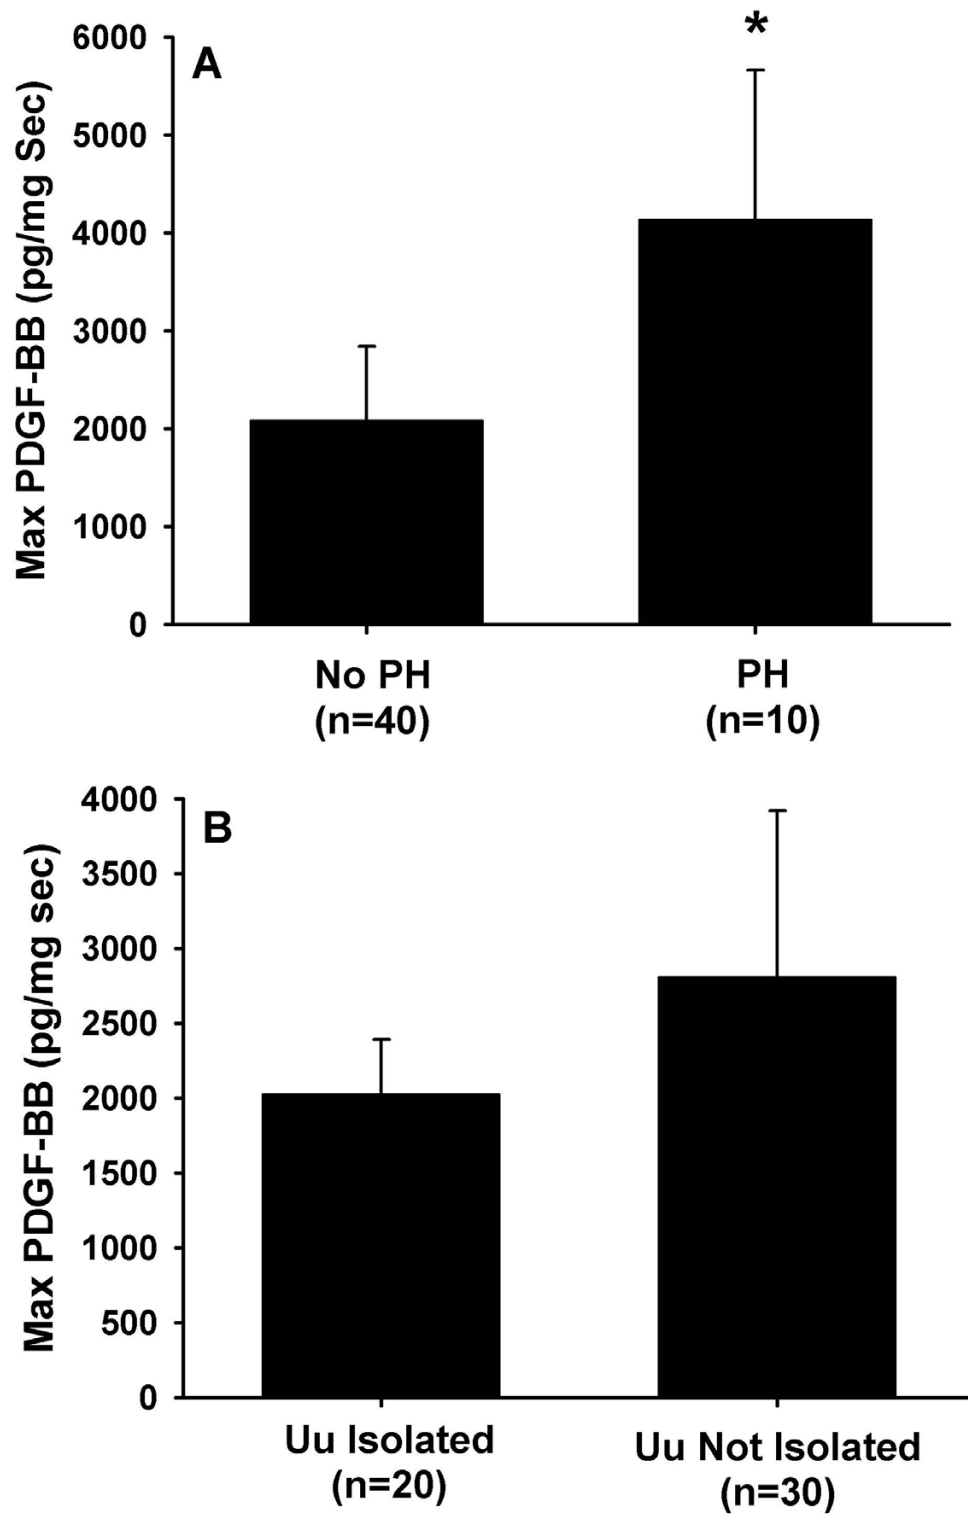 A
*
Max PDGF-BB (pg/mg Sec)
6000
5000
4000
3000
2000
1000
0
No PH
(n=40)
PH
(n=10)
B
Max PDGF-BB (pg/mg sec)
4000
3500
3000
2500
2000
1500
1000
500
0
Uu Isolated
(n=20)
Uu Not Isolated
(n=30)